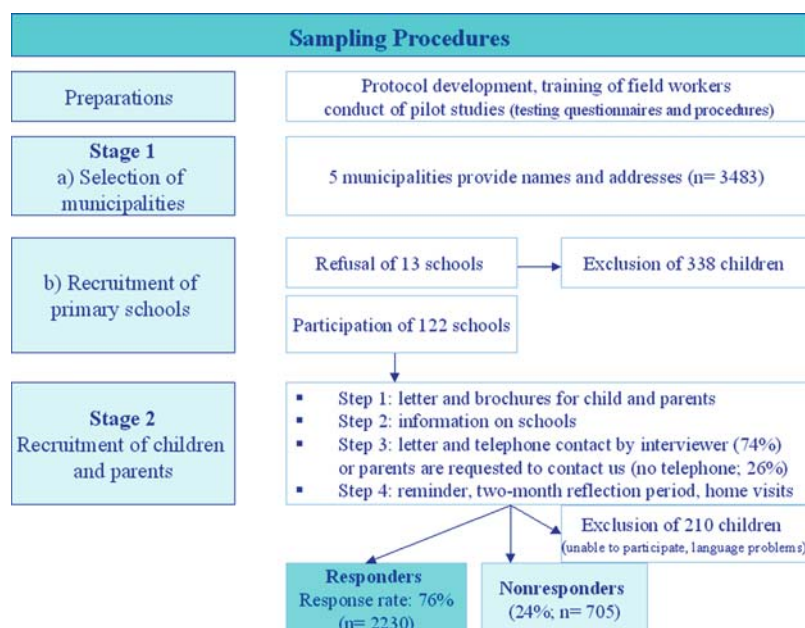 Sampling Procedures
Preparations
Protocol development, training of field workers
conduct of pilot studies (testing questionnaires and procedures)
Stage 1
a) Selection of
municipalities
5 municipalities provide names and addresses (n= 3483)
b) Recruitment of
primary schools
Refusal of 13 schools
Exclusion of 338 children
Participation of 122 schools
Stage 2
Recruitment of children
and parents
▪ Step 1: letter and brochures for child and parents
▪ Step 2: information on schools
▪ Step 3: letter and telephone contact by interviewer (74%)
or parents are requested to contact us (no telephone; 26%)
▪ Step 4: reminder, two-month reflection period, home visits
Exclusion of 210 children
(unable to participate, language problems)
Responders
Response rate: 76%
(n= 2230)
Nonresponders
(24%; n= 705)